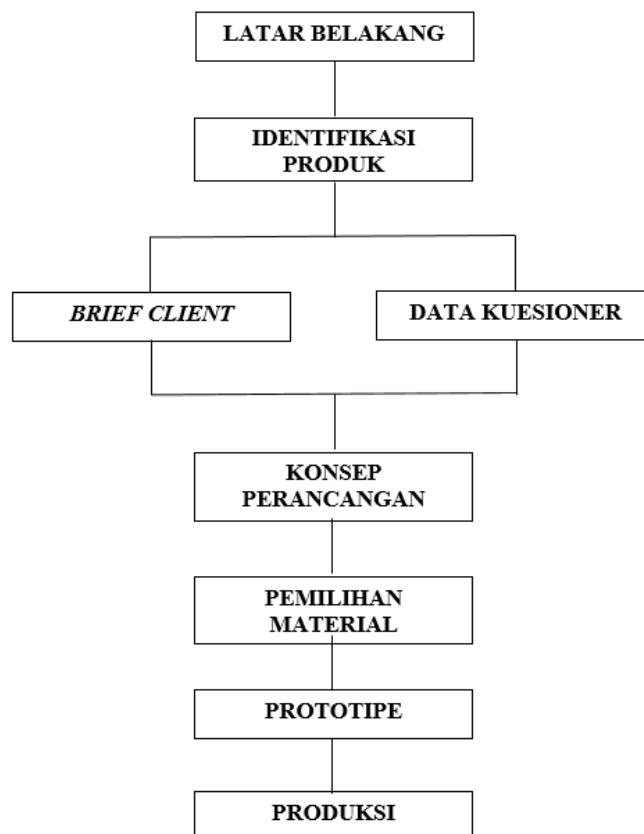 LATAR BELAKANG
IDENTIFIKASI
PRODUK
BRIEF CLIENT
DATA KUESIONER
KONSEP
PERANCANGAN
PEMILIHAN
MATERIAL
PROTOTIPE
PRODUKSI